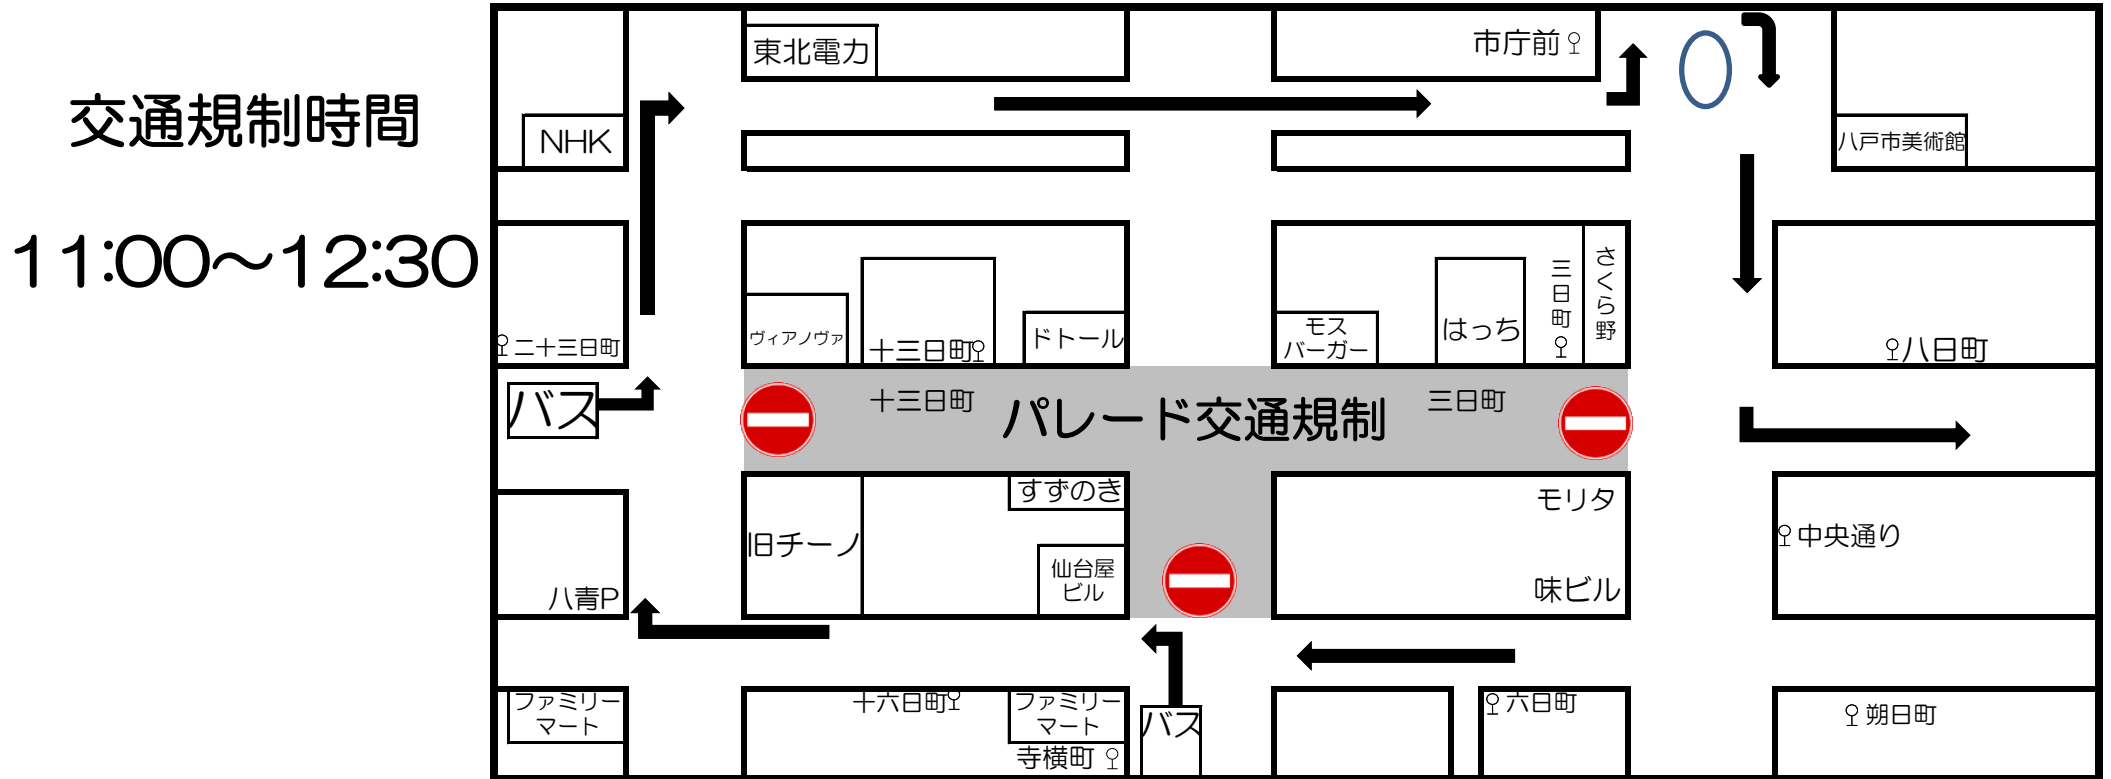 交通規制時間
11:00～12:30
東北電力
市庁前
NHK
八戸市美術館
二十三日町
ヴィアノヴァ
十三日町
ドトール
モス
バーガー
はっち
三日町
さくら野
八日町
バス
十三日町
パレード交通規制
三日町
旧チーノ
すずのき
仙台屋
ビル
モリタ
味ビル
中央通り
八青P
ファミリー
マート
十六日町
ファミリー
マート
寺横町
バス
六日町
朔日町